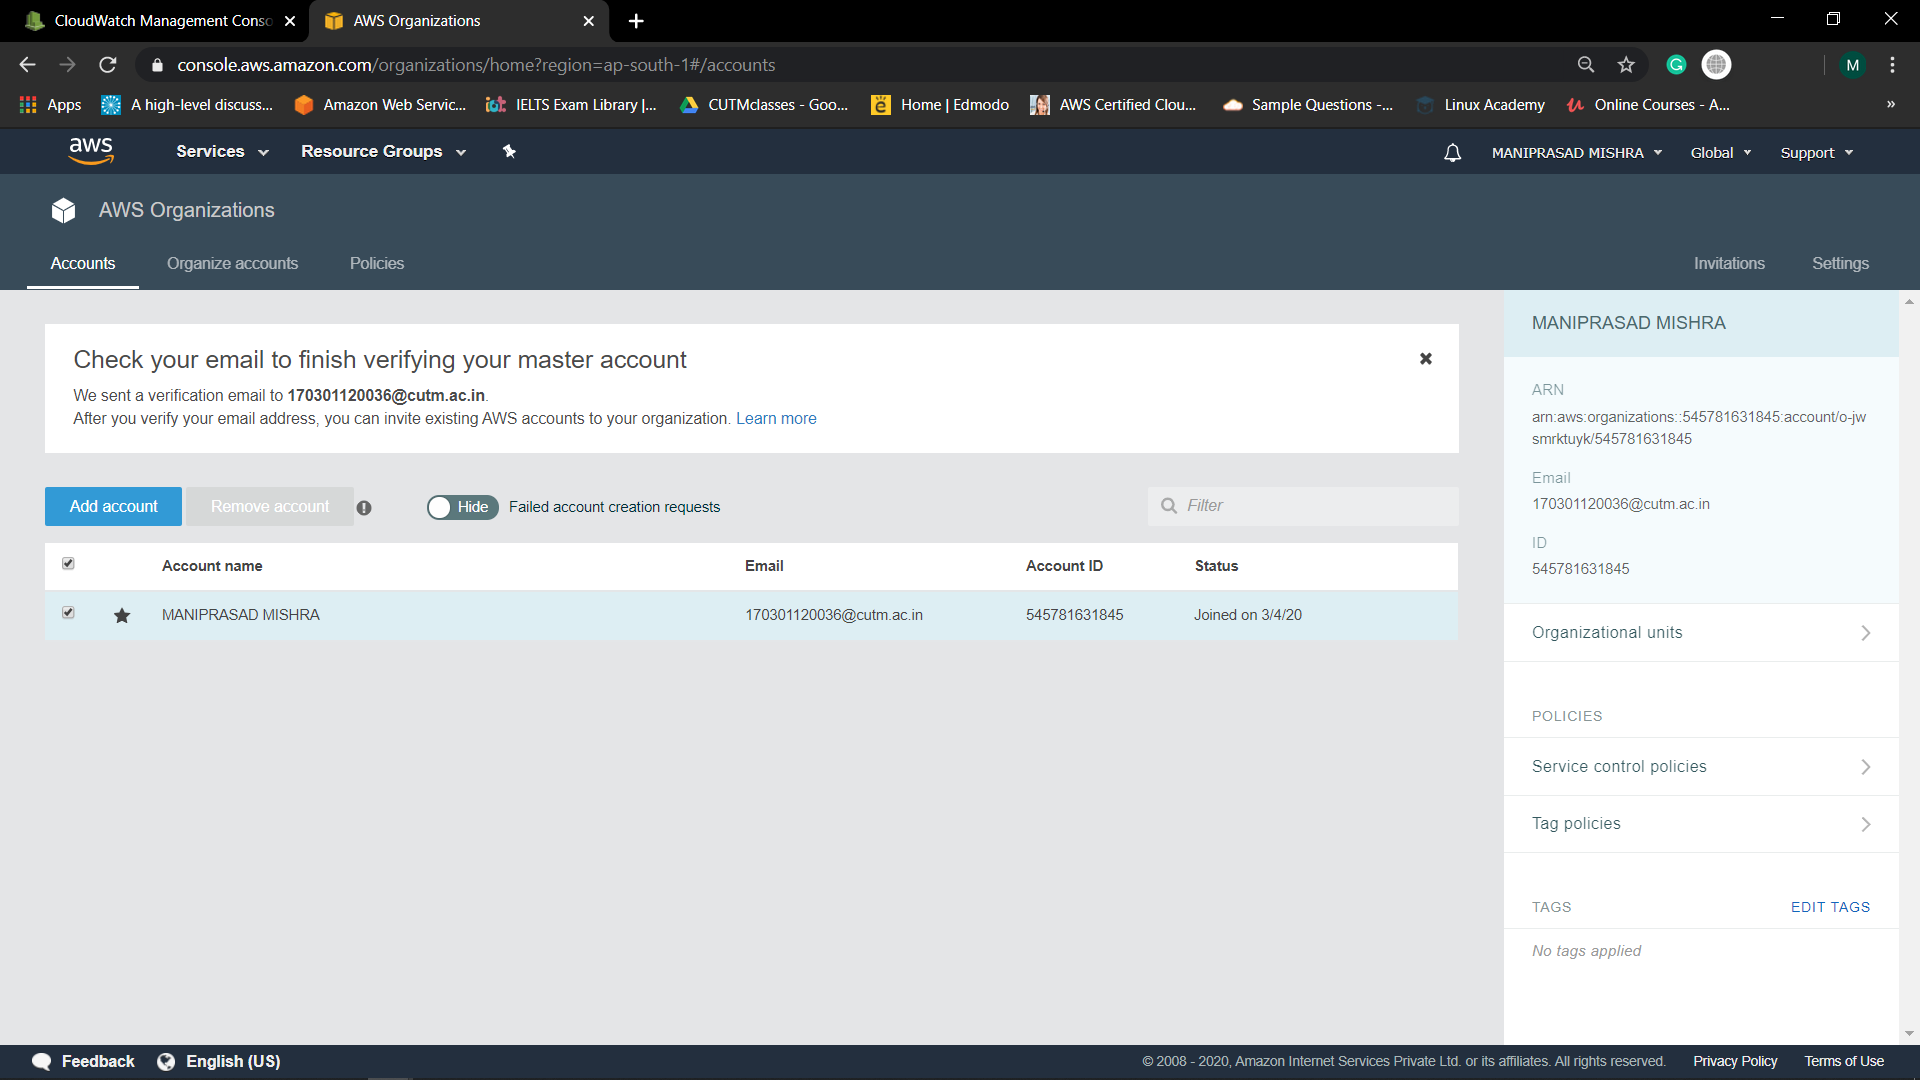 CloudWatch Management Conso
AWS Organizations
console.aws.amazon.com/organizations/home?region=ap-south-1#/accounts
M
Apps
A high-level discuss...
Amazon Web Servic...
IELTS Exam Library |...
CUTMclasses - Goo...
Home | Edmodo
AWS Certified Clou...
Sample Questions -...
Linux Academy
Online Courses - A...
»
aws
Services
Resource Groups
MANIPRASAD MISHRA
Global
Support
AWS Organizations
Accounts
Organize accounts
Policies
Invitations
Settings
Check your email to finish verifying your master account
We sent a verification email to 170301120036@cutm.ac.in.
After you verify your email address, you can invite existing AWS accounts to your organization. Learn more
Add account
Remove account
Hide
Failed account creation requests
Filter
Account name
Email
Account ID
Status
MANIPRASAD MISHRA
170301120036@cutm.ac.in
545781631845
Joined on 3/4/20
MANIPRASAD MISHRA
ARN
arn:aws:organizations::545781631845:account/o-jw
smrktuyk/545781631845
Email
170301120036@cutm.ac.in
ID
545781631845
Organizational units
POLICIES
Service control policies
Tag policies
TAGS
EDIT TAGS
No tags applied
Feedback
English (US)
© 2008 - 2020, Amazon Internet Services Private Ltd. or its affiliates. All rights reserved.
Privacy Policy
Terms of Use